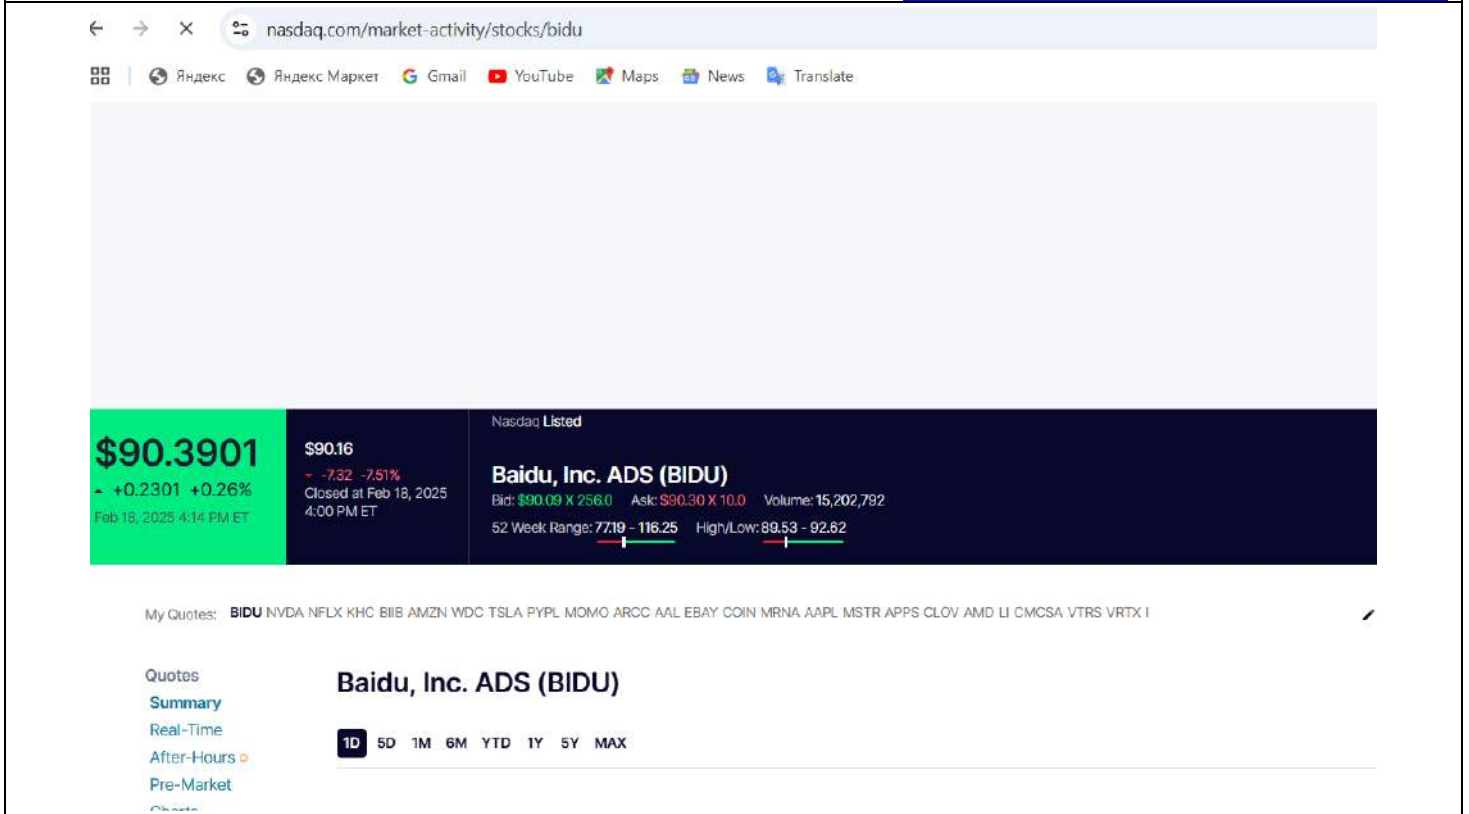 nasdaq.com/market-activity/stocks/bidu
Яндекс Яндекс Маркет Gmail YouTube Maps News Translate
Nasdaq Listed
$90.3901
+0.2301 +0.26%
Feb 18, 2025 4:14 PM ET
$90.16
-7.32 -7.51%
Closed at Feb 18, 2025
4:00 PM ET
Baidu, Inc. ADS (BIDU)
Bid: $90.09 X 256.0 Ask: $90.30 X 10.0 Volume: 15,202,792
52 Week Range: 77.19 - 116.25 High/Low: 89.53 - 92.62
My Quotes: BIDU NVDA NFLX KHC BIIB AMZN WDC TSLA PYPL MOMO ARCC AAL EBAY COIN MRNA AAPL MSTR APPS CLOV AMD LI CMCSA VTRS VRTX I
Quotes
Summary
Real-Time
After-Hours
Pre-Market
Charts
Baidu, Inc. ADS (BIDU)
1D 5D 1M 6M YTD 1Y 5Y MAX